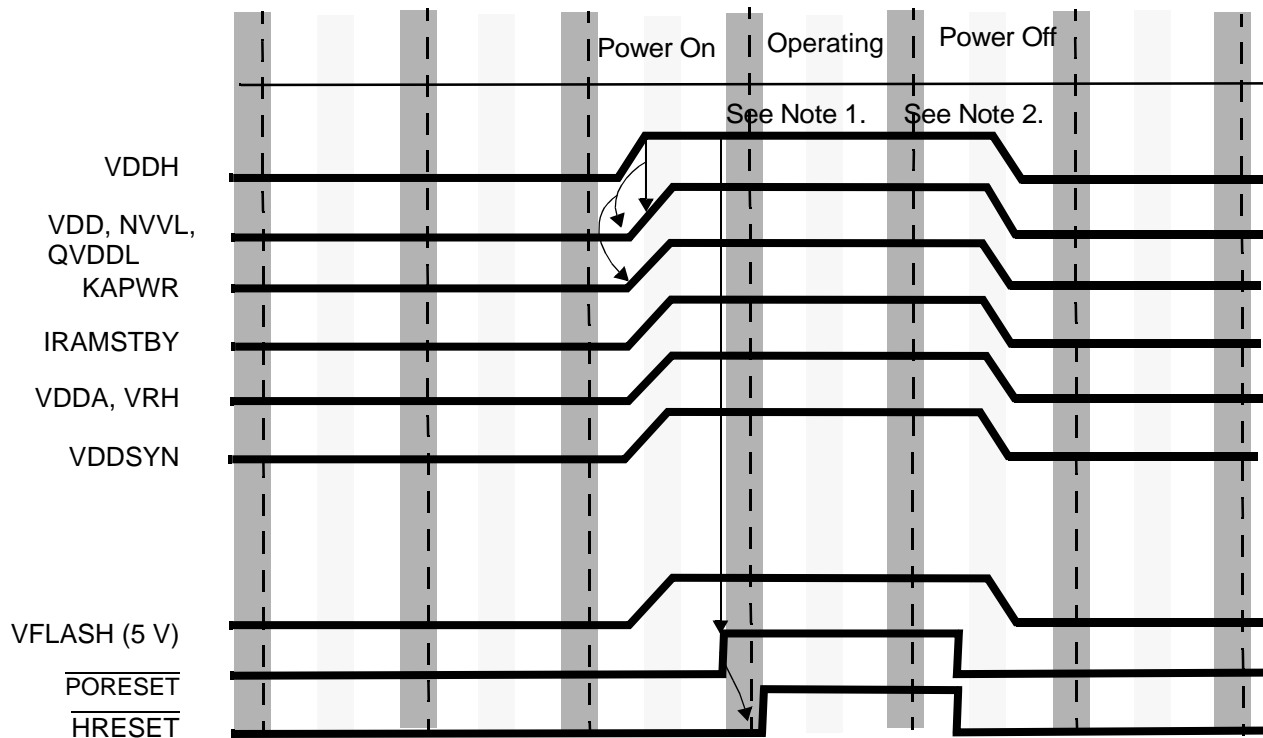 Power On
Operating
Power Off
See Note 1.
See Note 2.
VDDH
VDD, NVVL,
QVDDL
KAPWR
IRAMSTBY
VDDA, VRH
VDDSYN
VFLASH (5 V)
PORESET
HRESET